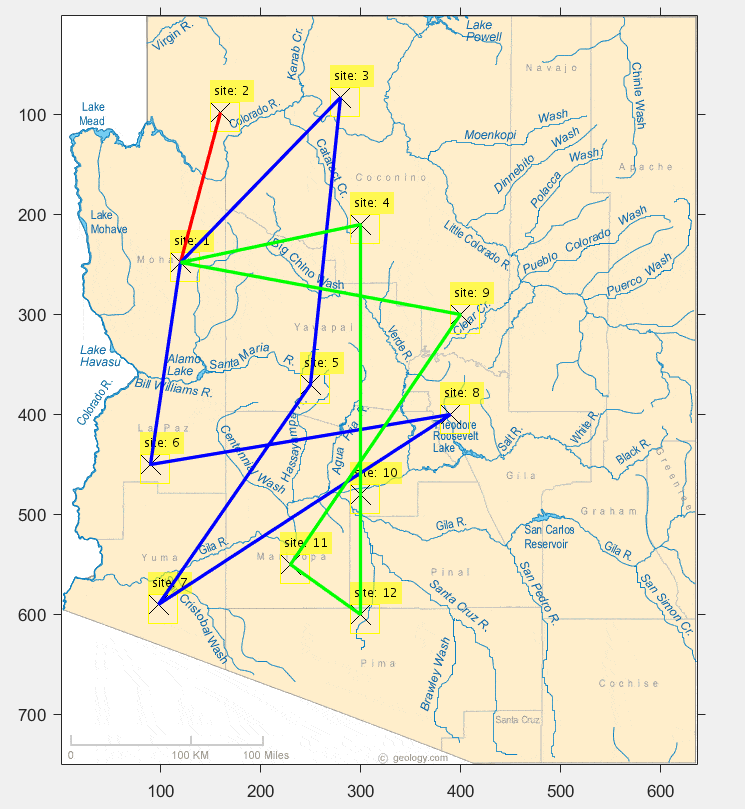 Virgin R.
Kanab Cr.
Lake
Powell
Navajo
Chinle Wash
site: 2
site: 3
100
Lake
Mead
Colorado R.
Moenkopi Wash
Dinnebito Wash
Polacca Wash
Cataract Cr.
Coconino
Apache
200
site: 4
Lake
Mohave
site: 1
Moha
Big Chino Wash
Little Colorado R.
Pueblo Colorado Wash
Puerco Wash
site: 9
300
Clear Cr.
Yavapai
Verde R.
Lake
Havasu
Alamo
Lake
Santa Maria R.
site: 5
Bill Williams R.
Colorado R.
site: 8
400
La Paz
site: 6
Theodore
Roosevelt
Lake
Salt R.
White R.
Black R.
Centennial Wash
Hassayampa R.
Agua Fria R.
site: 10
Gila
Greenlee
500
Graham
Gila R.
San Carlos
Reservoir
Gila R.
site: 11
Yuma
Gila R.
Maricopa
Pinal
site: 7
site: 12
600
Cristobal Wash
Santa Cruz R.
San Pedro R.
San Simon Cr.
Brawley Wash
Pima
Cochise
700
Santa Cruz
0
100 KM
100 Miles
© geology.com
100
200
300
400
500
600